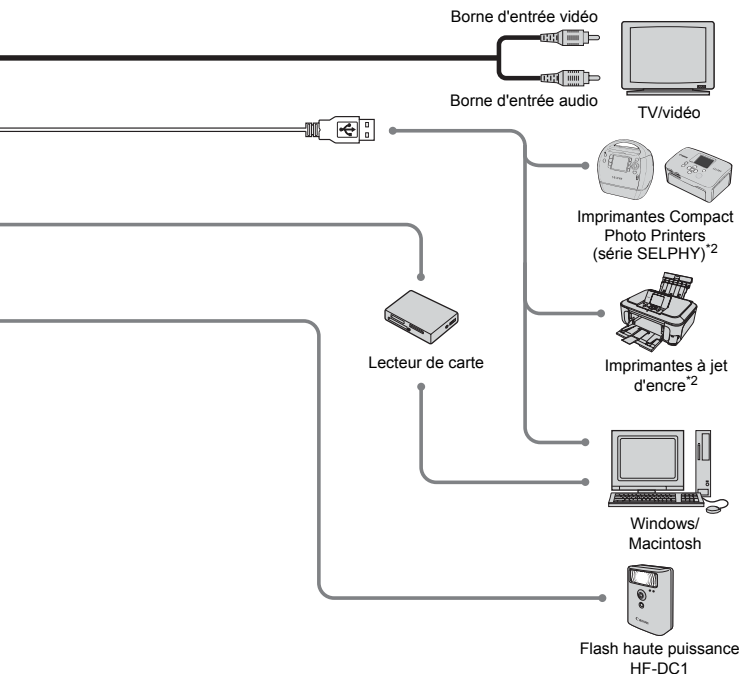 Borne d'entrée vidéo
Borne d'entrée audio
TV/vidéo
Imprimantes Compact
Photo Printers
(série SELPHY)*2
Imprimantes à jet
d'encre*2
Lecteur de carte
Windows/
Macintosh
Canon
Flash haute puissance
HF-DC1